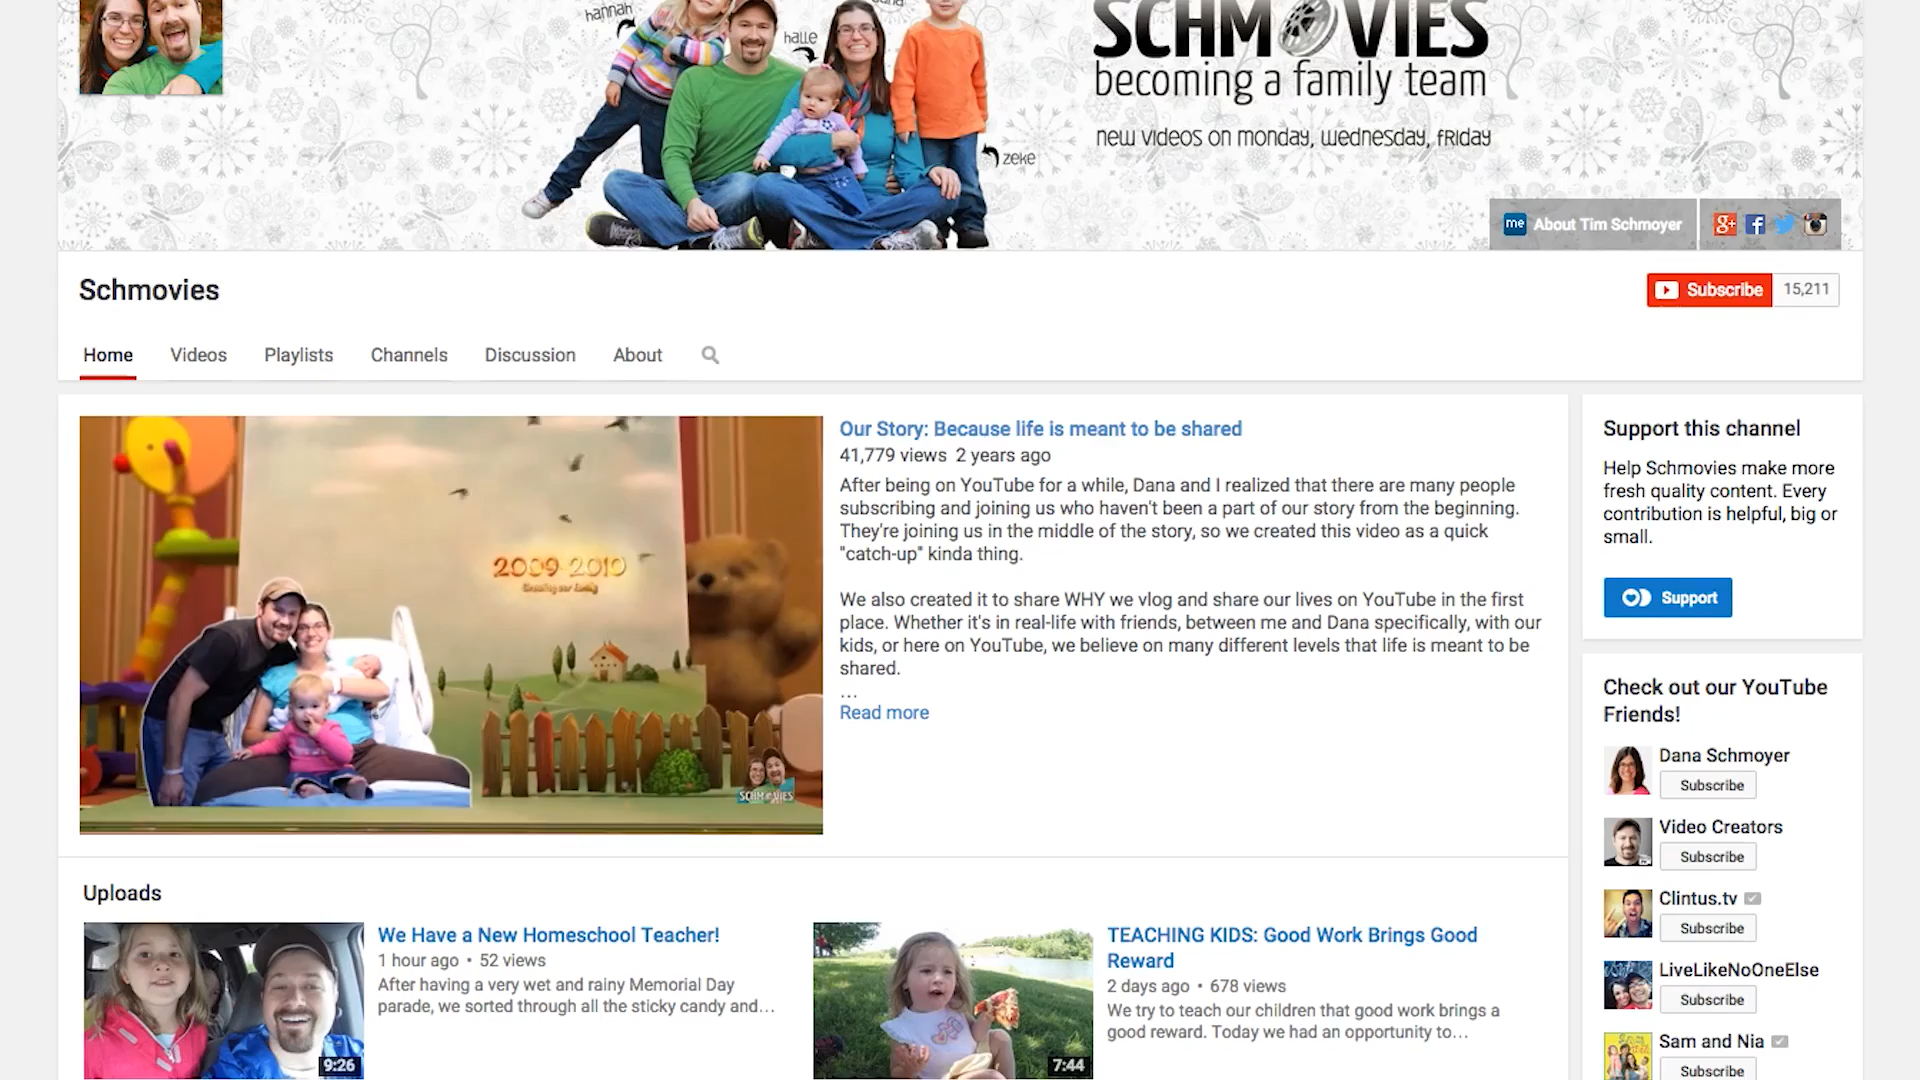 hannah
halle
zeke
SCHMOVIES
becoming a family team
new videos on monday, wednesday, friday
me About Tim Schmoyer
g+ f
Schmovies
Subscribe 15,211
Home Videos Playlists Channels Discussion About
2009-2010
SCHMOVIES
Our Story: Because life is meant to be shared
41,779 views 2 years ago
After being on YouTube for a while, Dana and I realized that there are many people
subscribing and joining us who haven't been a part of our story from the beginning.
They're joining us in the middle of the story, so we created this video as a quick
"catch-up" kinda thing.
We also created it to share WHY we vlog and share our lives on YouTube in the first
place. Whether it's in real-life with friends, between me and Dana specifically, with our
kids, or here on YouTube, we believe on many different levels that life is meant to be
shared.
...
Read more
Support this channel
Help Schmovies make more
fresh quality content. Every
contribution is helpful, big or
small.
Support
Check out our YouTube
Friends!
Dana Schmoyer
Subscribe
Video Creators
Subscribe
Clintus.tv
Subscribe
LiveLikeNoOneElse
Subscribe
Sam and Nia
Subscribe
Uploads
9:26
We Have a New Homeschool Teacher!
1 hour ago • 52 views
After having a very wet and rainy Memorial Day
parade, we sorted through all the sticky candy and...
7:44
TEACHING KIDS: Good Work Brings Good
Reward
2 days ago • 678 views
We try to teach our children that good work brings a
good reward. Today we had an opportunity to...